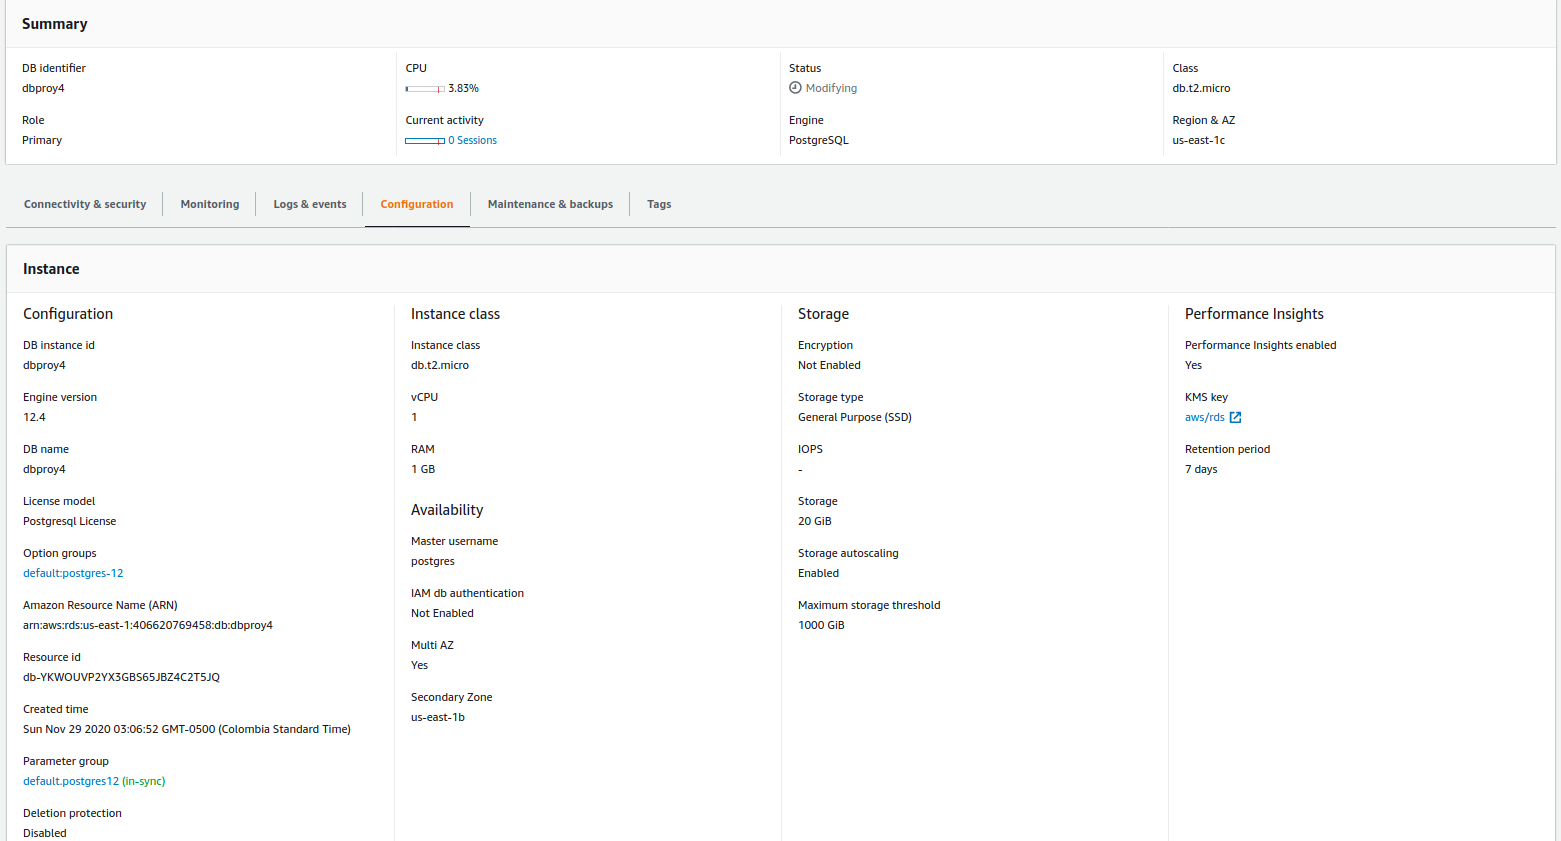 Summary
DB identifier
dbproy4
CPU
3.83%
Status
Modifying
Class
db.t2.micro
Role
Primary
Current activity
0 Sessions
Engine
PostgreSQL
Region & AZ
us-east-1c
Connectivity & security
Monitoring
Logs & events
Configuration
Maintenance & backups
Tags
Instance
Configuration
DB instance id
dbproy4
Engine version
12.4
DB name
dbproy4
License model
Postgresql License
Option groups
default:postgres-12
Amazon Resource Name (ARN)
arn:aws:rds:us-east-1:406620769458:db:dbproy4
Resource id
db-YKWOUVP2YX3GBS65JBZ4C2T5JQ
Created time
Sun Nov 29 2020 03:06:52 GMT-0500 (Colombia Standard Time)
Parameter group
default.postgres12 (in-sync)
Deletion protection
Disabled
Instance class
Instance class
db.t2.micro
vCPU
1
RAM
1 GB
Availability
Master username
postgres
IAM db authentication
Not Enabled
Multi AZ
Yes
Secondary Zone
us-east-1b
Storage
Encryption
Not Enabled
Storage type
General Purpose (SSD)
IOPS
-
Storage
20 GiB
Storage autoscaling
Enabled
Maximum storage threshold
1000 GiB
Performance Insights
Performance Insights enabled
Yes
KMS key
aws/rds
Retention period
7 days